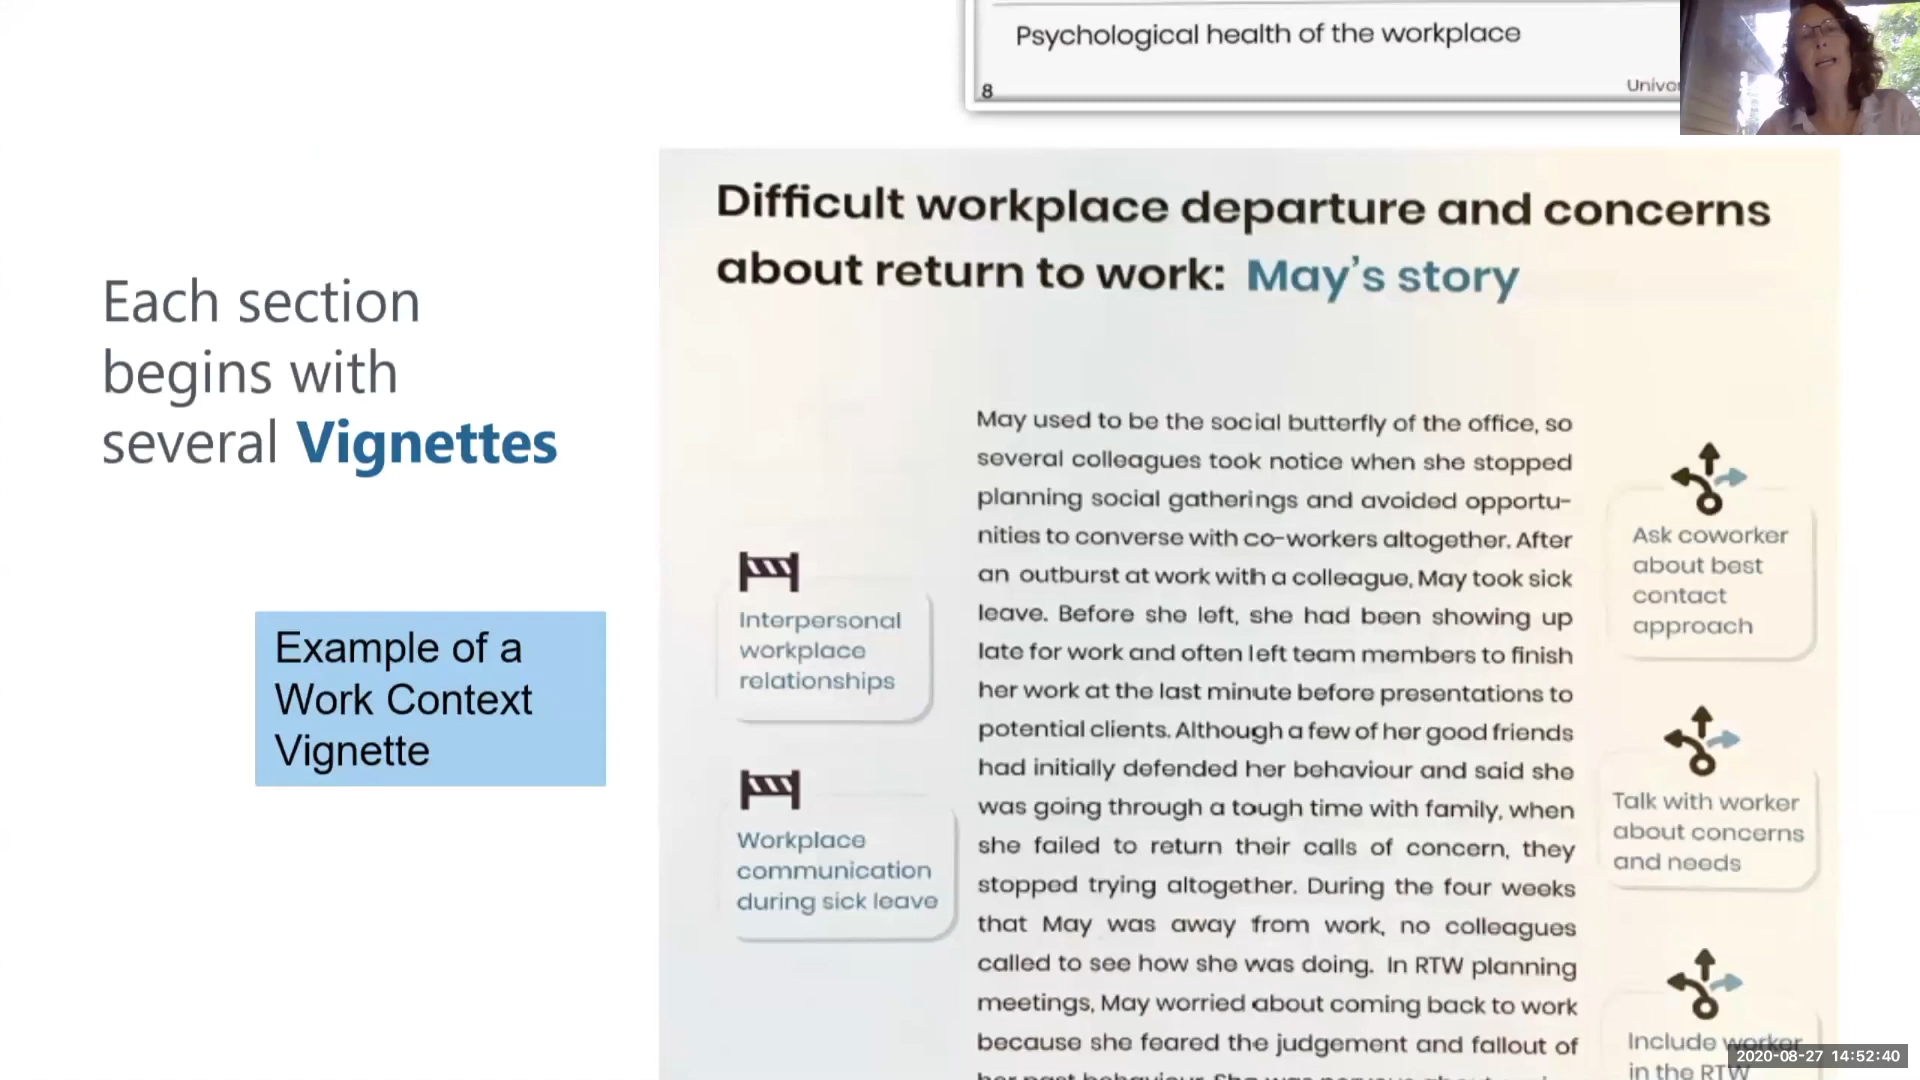 Psychological health of the workplace
8
Each section
begins with
several Vignettes
Example of a
Work Context
Vignette
Difficult workplace departure and concerns
about return to work: May's story
Interpersonal
workplace
relationships
Workplace
communication
during sick leave
May used to be the social butterfly of the office, so
several colleagues took notice when she stopped
planning social gatherings and avoided opportu-
nities to converse with co-workers altogether. After
an outburst at work with a colleague, May took sick
leave. Before she left, she had been showing up
late for work and often left team members to finish
her work at the last minute before presentations to
potential clients. Although a few of her good friends
had initially defended her behaviour and said she
was going through a tough time with family, when
she failed to return their calls of concern, they
stopped trying altogether. During the four weeks
that May was away from work, no colleagues
called to see how she was doing. In RTW planning
meetings, May worried about coming back to work
because she feared the judgement and fallout of
Ask coworker
about best
contact
approach
Talk with worker
about concerns
and needs
Include worker
in the RTW
2020-08-27 14:52:40